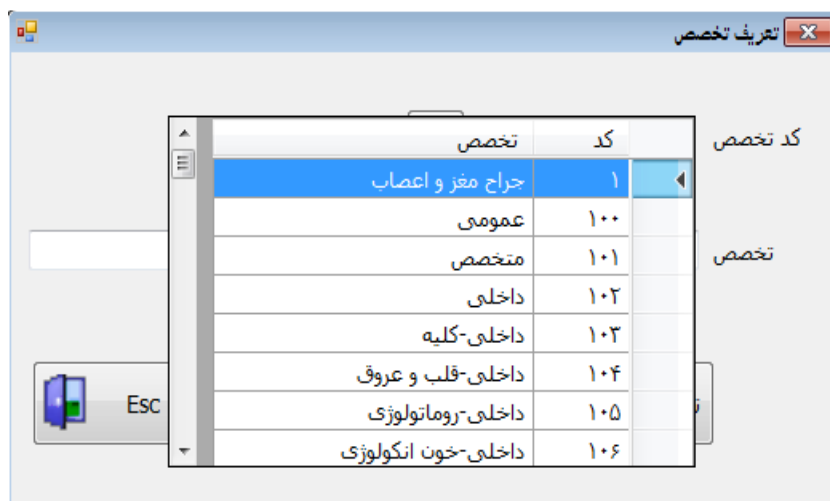 تعریف تخصص
کد تخصص
کد تخصص
۱ جراح مغز و اعصاب
۱۰۰ عمومی
تخصص
۱۰۱ متخصص
۱۰۲ داخلی
۱۰۳ داخلی-کلیه
۱۰۴ داخلی-قلب و عروق
۱۰۵ داخلی-روماتولوژی
Esc
۱۰۶ داخلی-خون انکولوژی